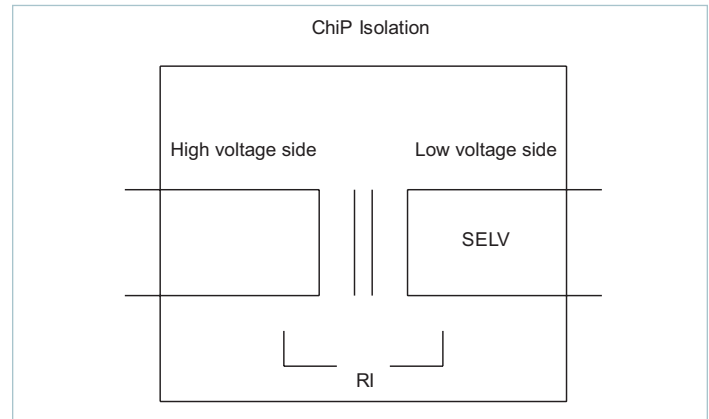 ChiP Isolation
High voltage side
Low voltage side
SELV
RI